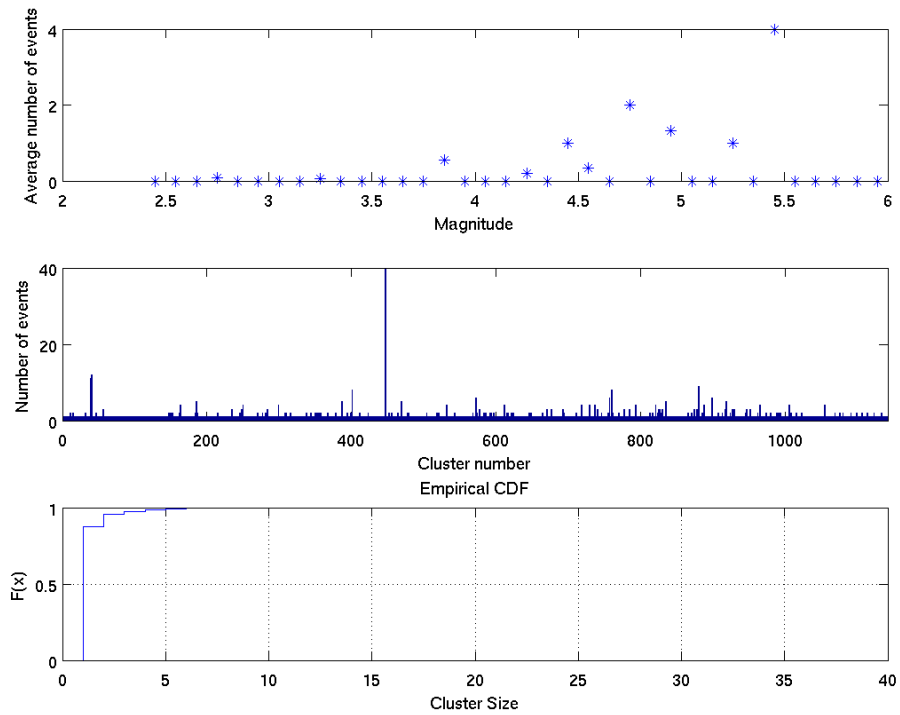 Average number of events
4
2
0
2 2.5 3 3.5 4 4.5 5 5.5 6
Magnitude
Number of events
40
20
0
0 200 400 600 800 1000
Cluster number
Empirical CDF
F(x)
1
0.5
0
0 5 10 15 20 25 30 35 40
Cluster Size